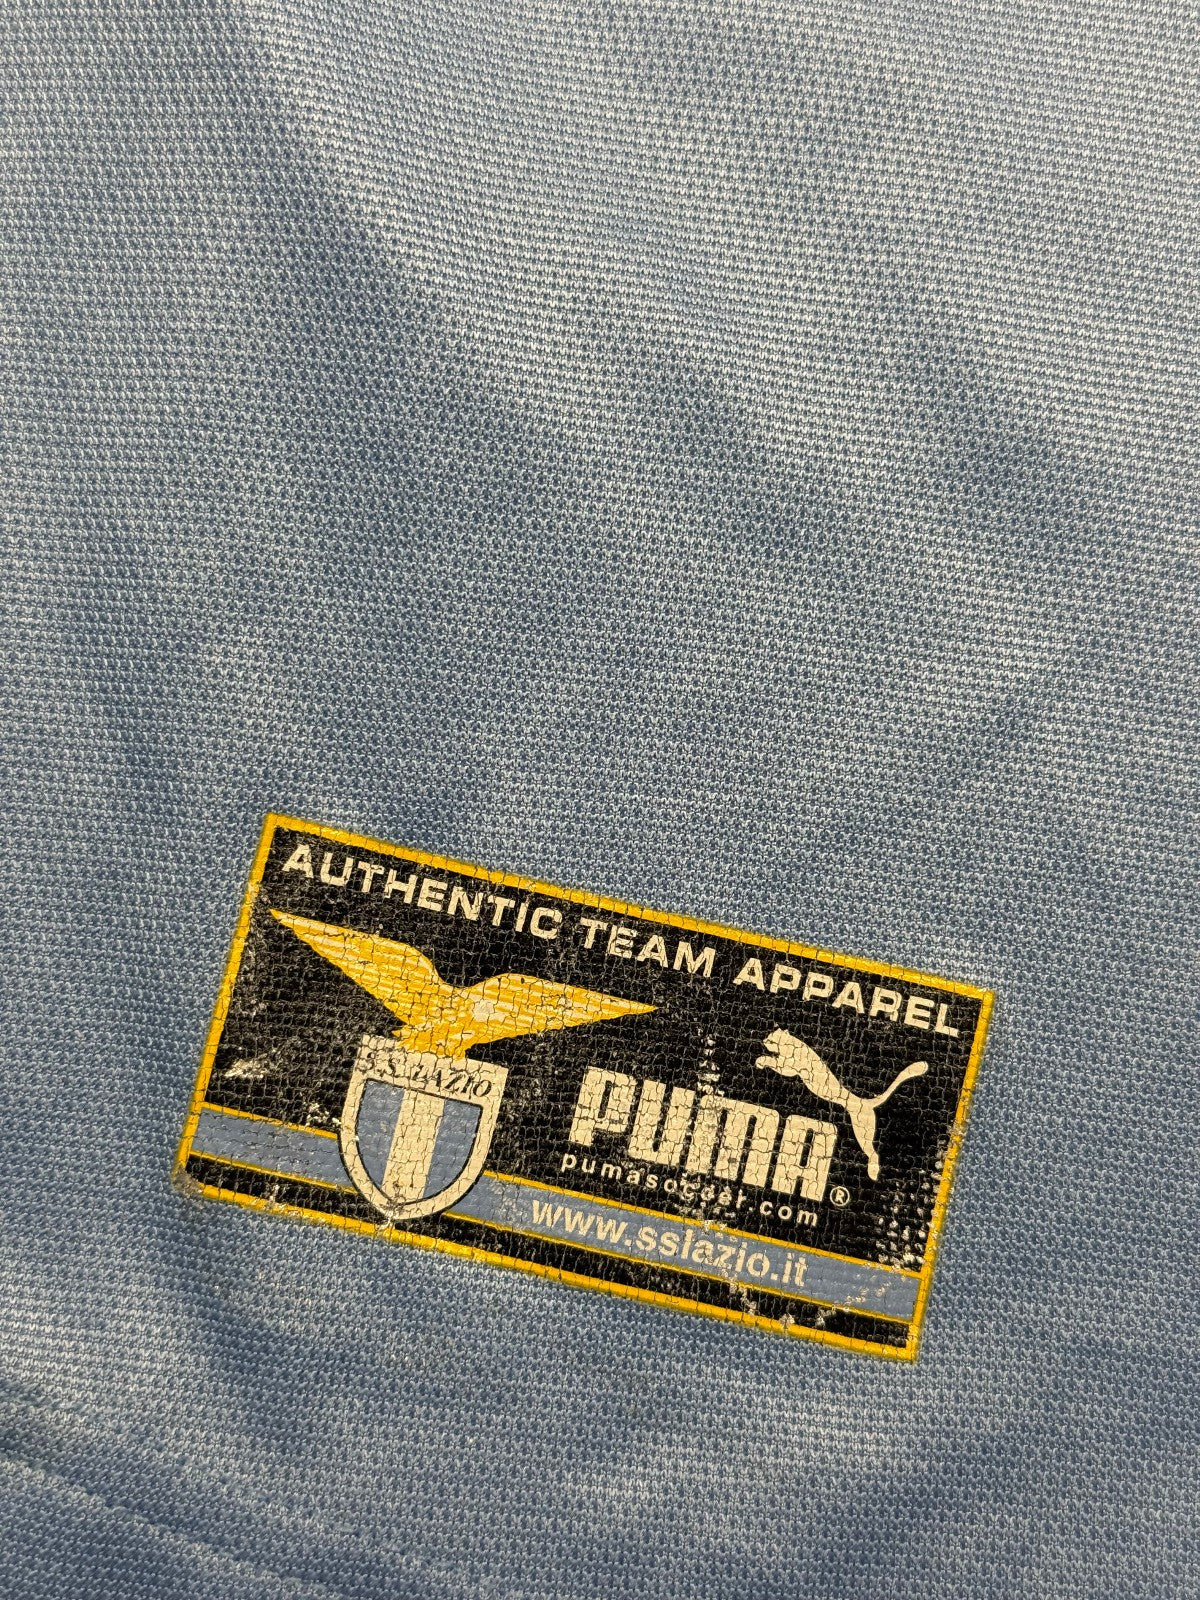 AUTHENTIC TEAM APPAREL
S.S. LAZIO
PUMA®
pumasoccer.com
www.sslazio.it